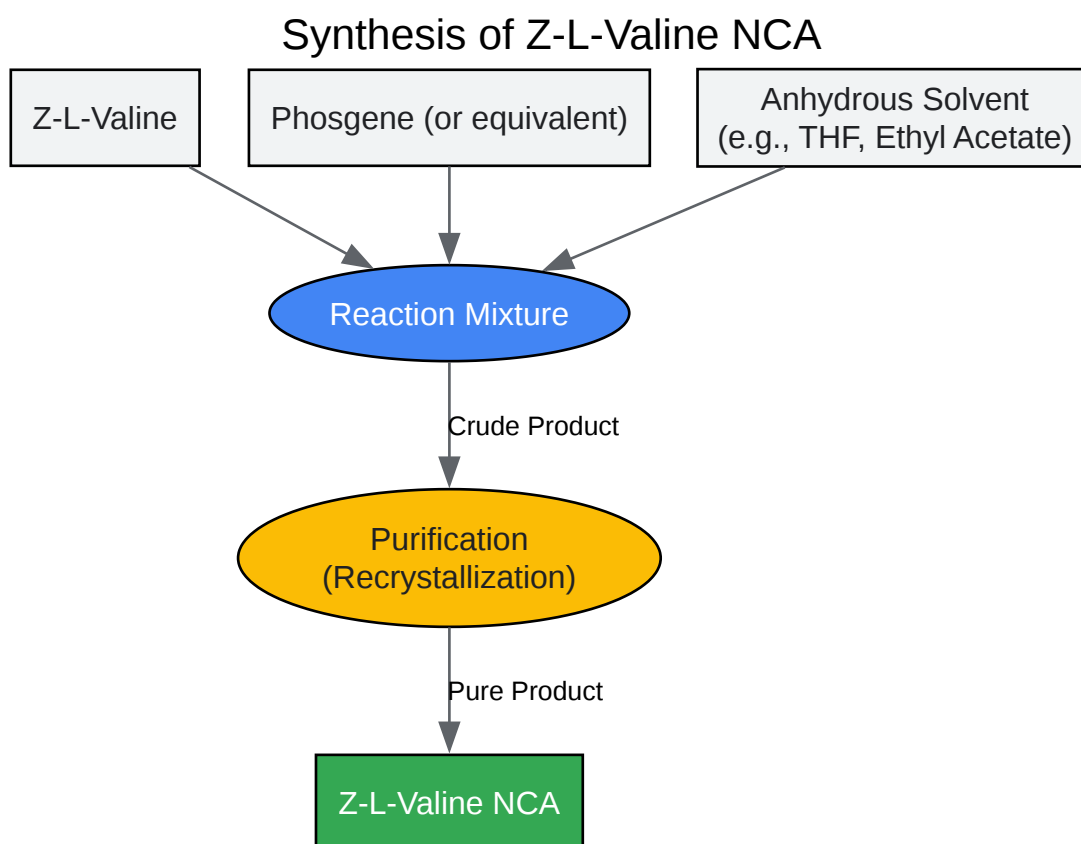 Synthesis of Z-L-Valine NCA
Z-L-Valine
Phosgene (or equivalent)
Anhydrous Solvent
(e.g., THF, Ethyl Acetate)
Reaction Mixture
Crude Product
Purification
(Recrystallization)
Pure Product
Z-L-Valine NCA